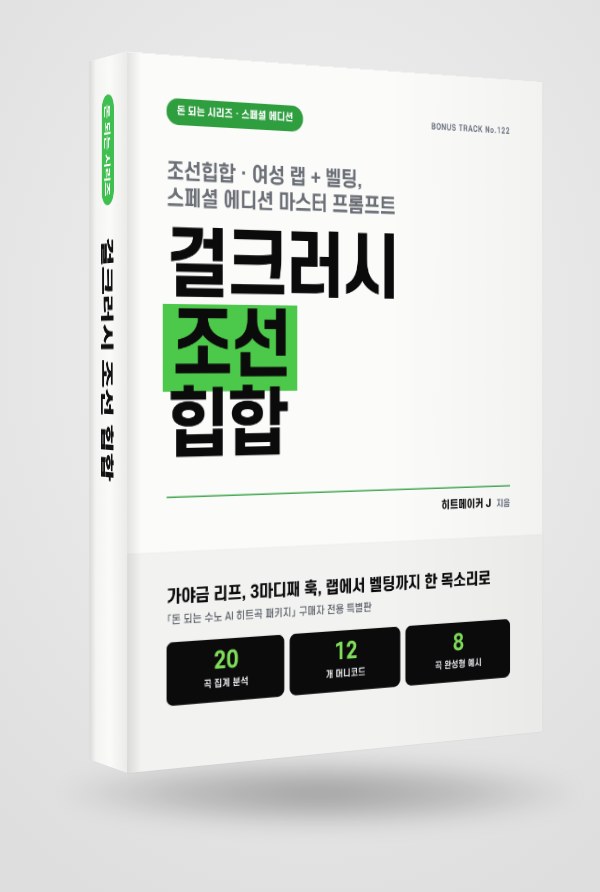 돈 되는 시리즈 · 스페셜 에디션
BONUS TRACK No.122
조선힙합 · 여성 랩 + 벨팅,
스페셜 에디션 마스터 프롬프트
걸크러시
조선
힙합
히트메이커 J 지음
가야금 리프, 3마디째 훅, 랩에서 벨팅까지 한 목소리로
『돈 되는 수노 AI 히트곡 패키지』 구매자 전용 특별판
20
곡 집계 분석
12
개 머니코드
8
곡 완성형 예시
돈 되는 시리즈
걸크러시 조선 힙합